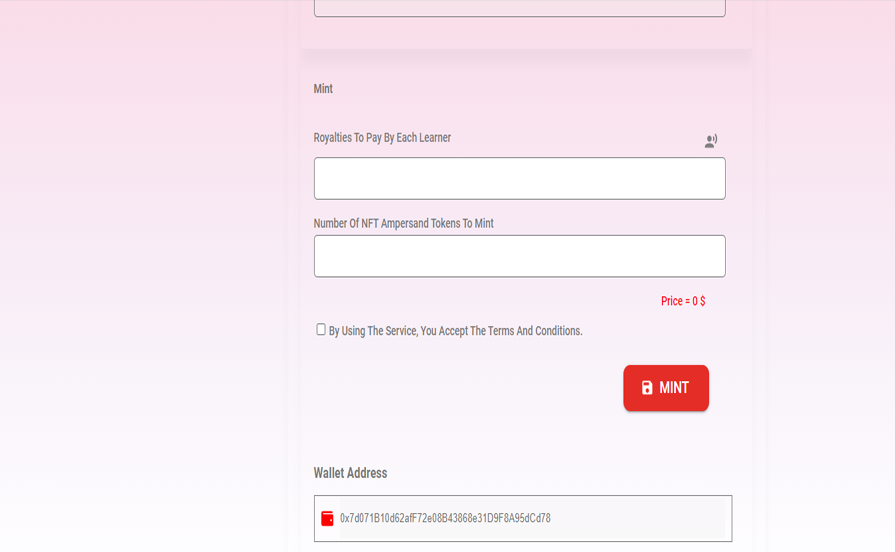 Mint
Royalties To Pay By Each Learner
Number Of NFT Ampersand Tokens To Mint
Price = 0 $
By Using The Service, You Accept The Terms And Conditions.
MINT
Wallet Address
0x7d071B10d62afF72e08B43868e31D9F8A95dCd78